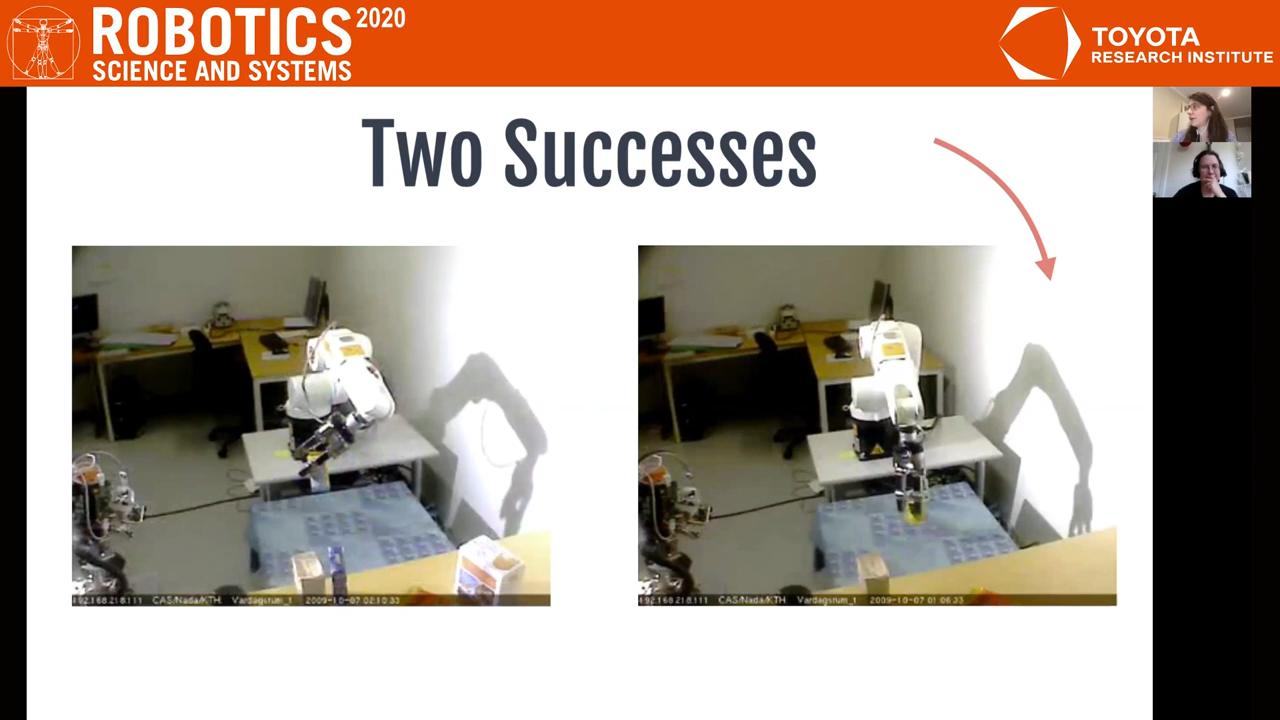 ROBOTICS 2020
SCIENCE AND SYSTEMS
TOYOTA
RESEARCH INSTITUTE
Two Successes
192.168.218.111 CAS/Nada/KTH Vardagsrum_1 2009-10-07 02:10:33
192.168.218.111 CAS/Nada/KTH Vardagsrum_1 2009-10-07 01:06:33